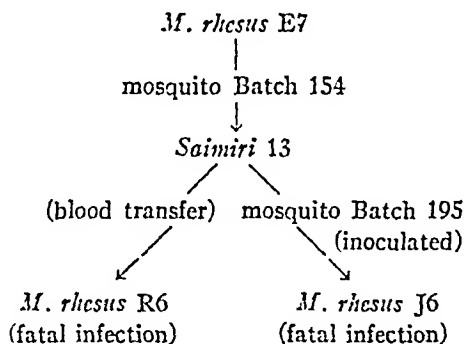 M. rhesus E7
mosquito Batch 154
Saimiri 13
(blood transfer) mosquito Batch 195
(inoculated)
M. rhesus R6 M. rhesus J6
(fatal infection) (fatal infection)